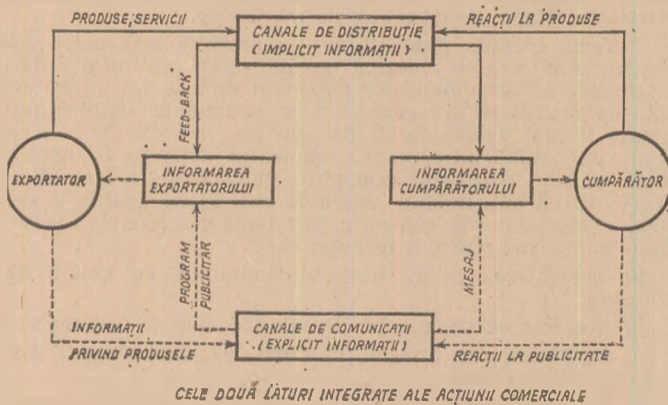 PRODUSE, SERVICII
CANALE DE DISTRIBUȚIE
(IMPLICIT INFORMAȚII)
REACȚII LA PRODUSE
FEED-BACK
EXPORTATOR
INFORMAREA
EXPORTATORULUI
INFORMAREA
CUMPĂRĂTORULUI
CUMPĂRĂTOR
PROGRAM
PUBLICITAR
MESAJ
INFORMAȚII
PRIVIND PRODUSELE
CANALE DE COMUNICAȚII
(EXPLICIT INFORMAȚII)
REACȚII LA PUBLICITATE
CELE DOUĂ LATURI INTEGRATE ALE ACȚIUNII COMERCIALE